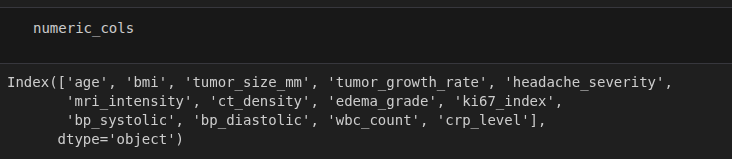 numeric_cols
Index(['age', 'bmi', 'tumor_size_mm', 'tumor_growth_rate', 'headache_severity',
'mri_intensity', 'ct_density', 'edema_grade', 'ki67_index',
'bp_systolic', 'bp_diastolic', 'wbc_count', 'crp_level'],
dtype='object')